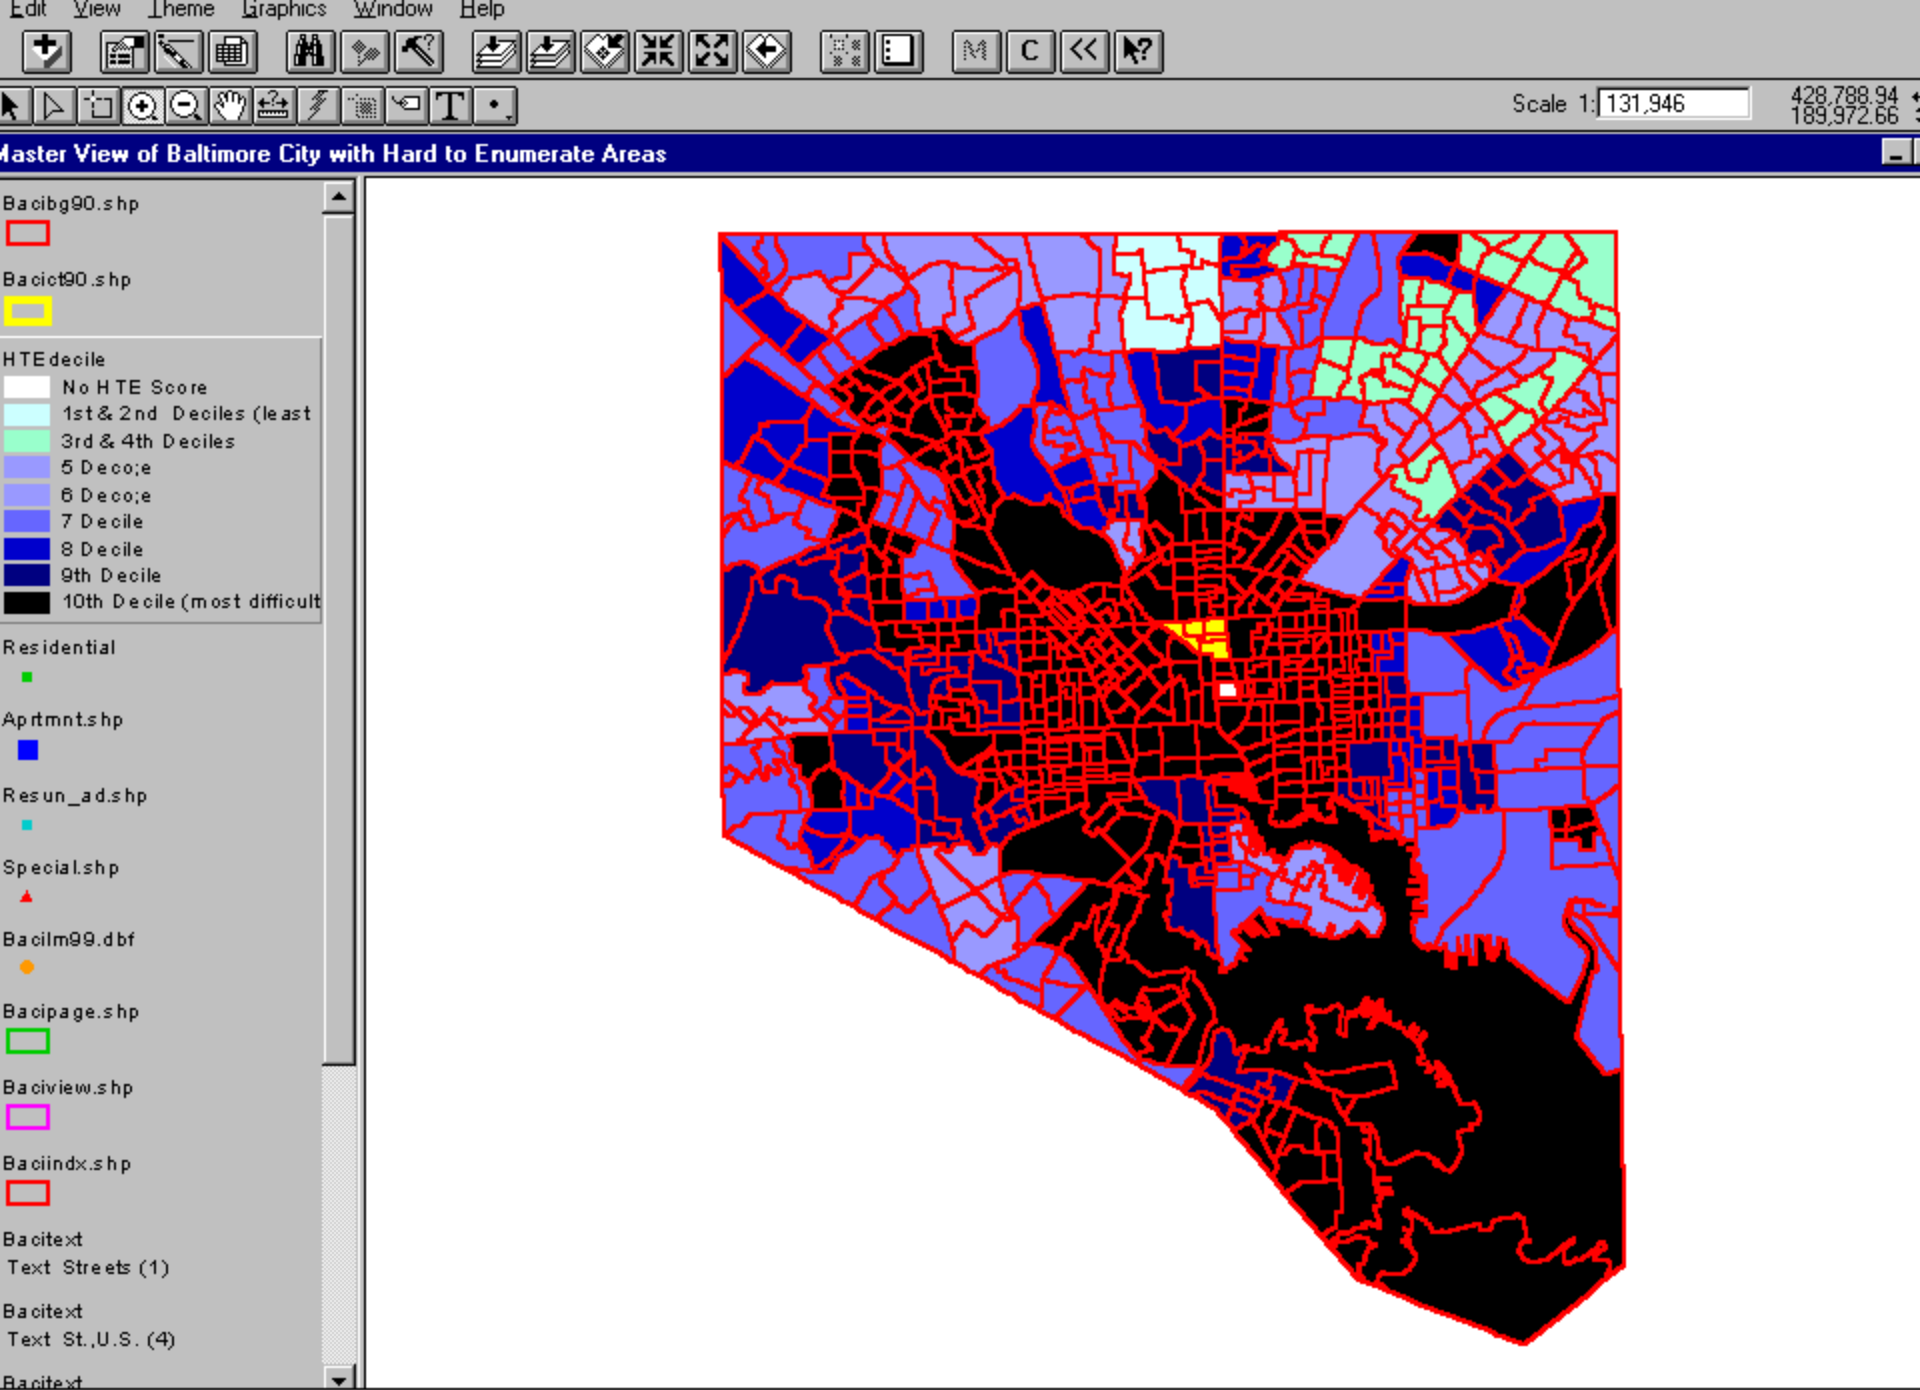 Edit View Theme Graphics Window Help
M C << ?
T
Scale 1: 131,946
428,788.94
189,972.66
Master View of Baltimore City with Hard to Enumerate Areas
Bacibg90.shp
Bacict90.shp
HTEdecile
No HTE Score
1st & 2nd Deciles (least
3rd & 4th Deciles
5 Deco;e
6 Deco;e
7 Decile
8 Decile
9th Decile
10th Decile (most difficult
Residential
Aprtmnt.shp
Resun_ad.shp
Special.shp
Bacilm99.dbf
Bacipage.shp
Baciview.shp
Baciindx.shp
Bacitext
Text Streets (1)
Bacitext
Text St.,U.S. (4)
Bacitext